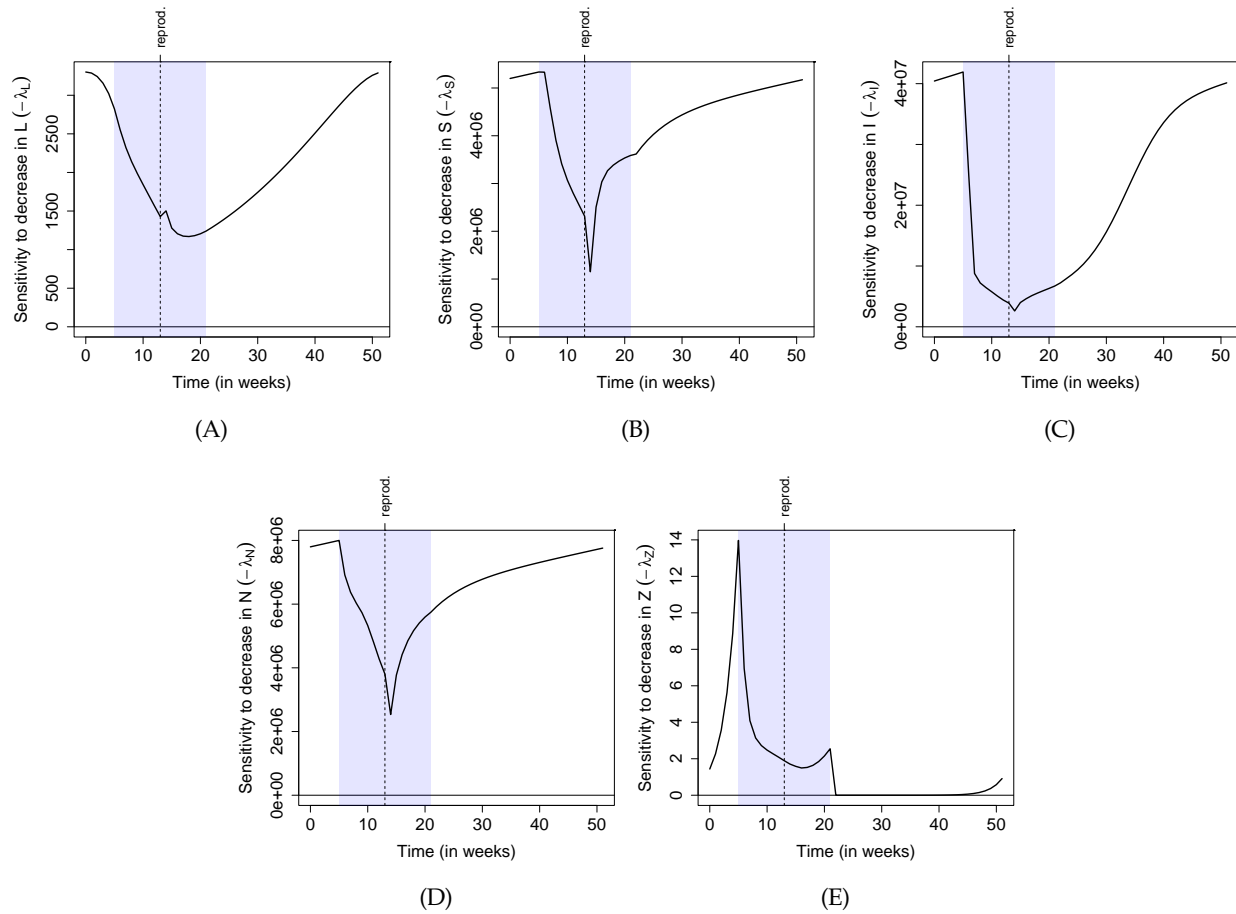 reprod.
Sensitivity to decrease in L (−λL)
0
500
1500
2500
0 10 20 30 40 50
Time (in weeks)
(A)
reprod.
Sensitivity to decrease in S (−λS)
0e+00
2e+06
4e+06
0 10 20 30 40 50
Time (in weeks)
(B)
reprod.
Sensitivity to decrease in I (−λI)
0e+00
2e+07
4e+07
0 10 20 30 40 50
Time (in weeks)
(C)
reprod.
Sensitivity to decrease in N (−λN)
0e+00
2e+06
4e+06
6e+06
8e+06
0 10 20 30 40 50
Time (in weeks)
(D)
reprod.
Sensitivity to decrease in Z (−λZ)
0
2
4
6
8
10
12
14
0 10 20 30 40 50
Time (in weeks)
(E)